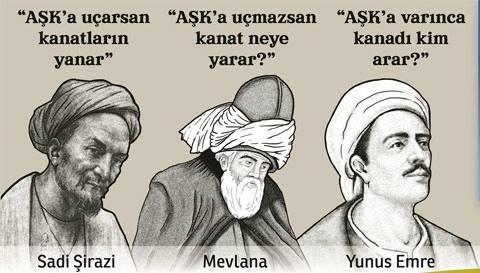 “AŞK’a uçarsan
kanatların
yanar”
“AŞK’a uçmazsan
kanat neye
yarar?”
“AŞK’a varınca
kanadı kim
arar?”
Sadi Şirazi
Mevlana
Yunus Emre